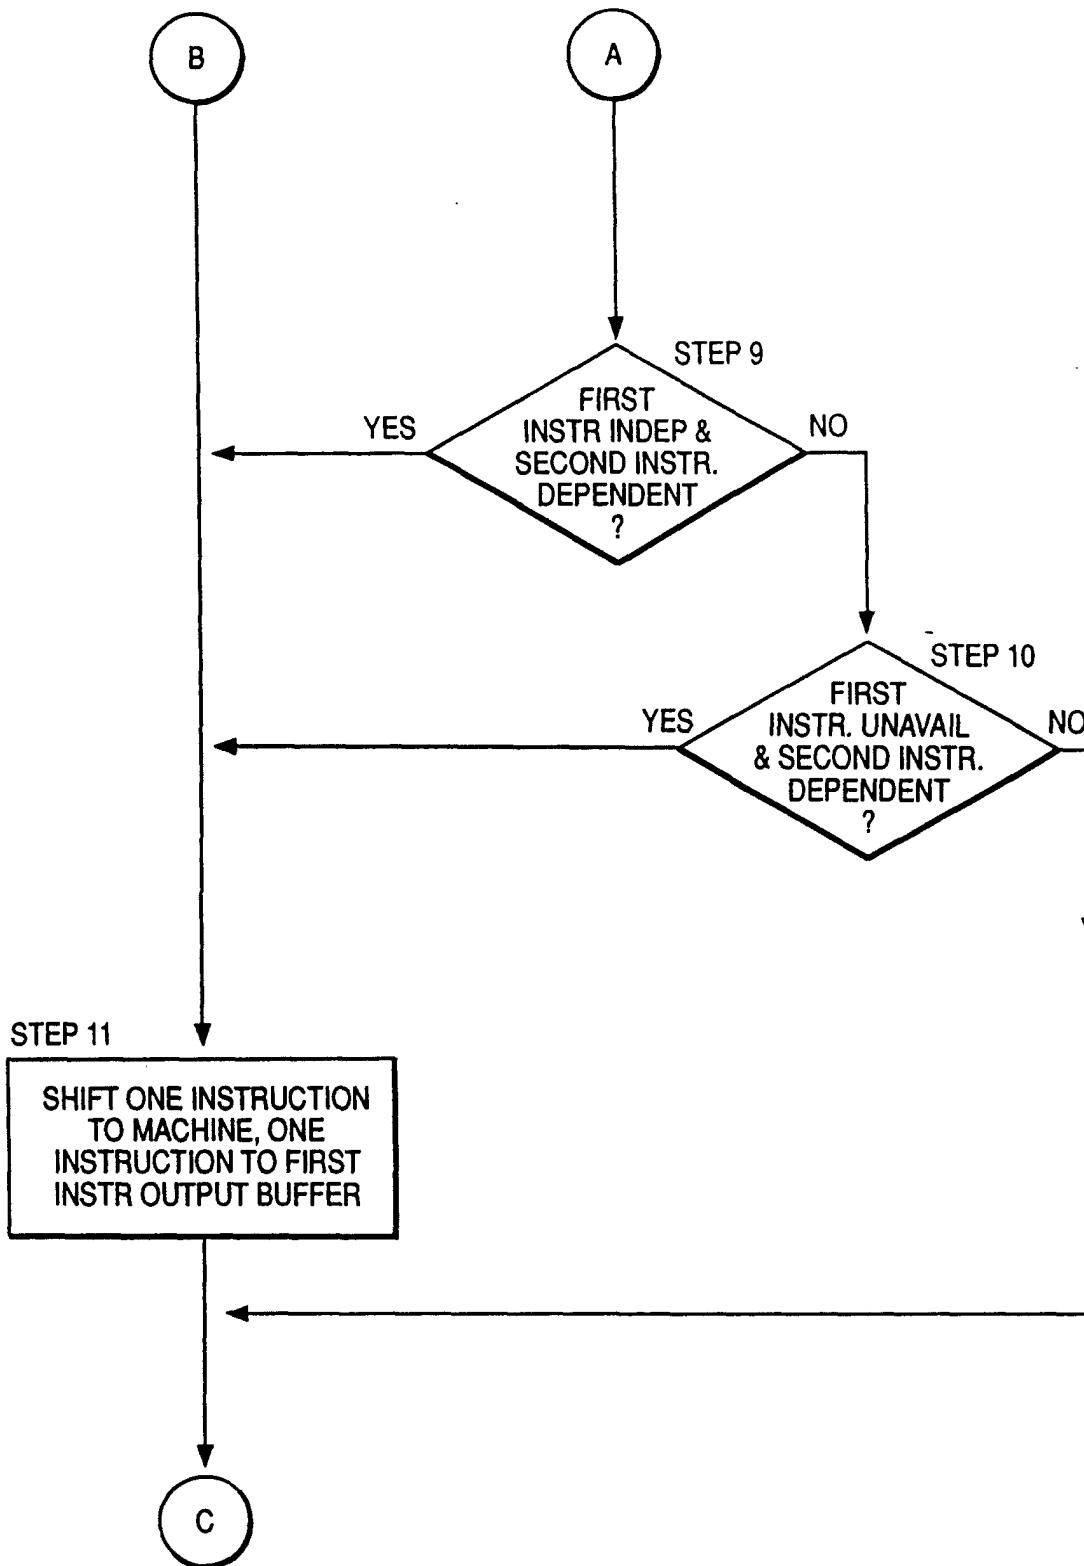 B
A
STEP 9
FIRST
INSTR INDEP &
SECOND INSTR.
DEPENDENT
?
YES
NO
STEP 10
FIRST
INSTR. UNAVAIL
& SECOND INSTR.
DEPENDENT
?
YES
NO
STEP 11
SHIFT ONE INSTRUCTION
TO MACHINE, ONE
INSTRUCTION TO FIRST
INSTR OUTPUT BUFFER
C